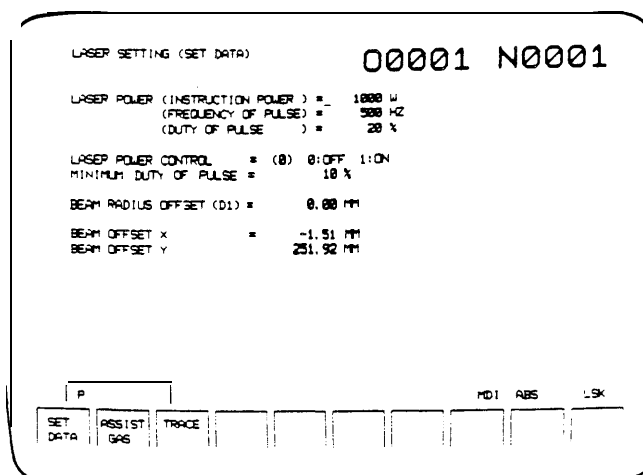 LASER SETTING (SET DATA) O0001 N0001
LASER POWER (INSTRUCTION POWER ) =_ 1000 W
(FREQUENCY OF PULSE) = 500 HZ
(DUTY OF PULSE ) = 20 %
LASER POWER CONTROL = (0) 0:OFF 1:ON
MINIMUM DUTY OF PULSE = 10 %
BEAM RADIUS OFFSET (D1) = 0.00 MM
BEAM OFFSET X = -1.51 MM
BEAM OFFSET Y 251.92 MM
P MDI ABS LSK
SET DATA ASSIST GAS TRACE